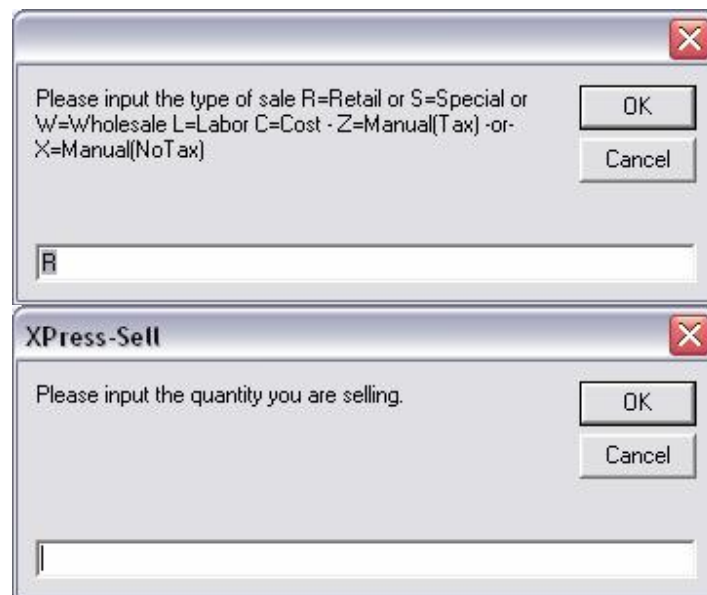 Please input the type of sale R=Retail or S=Special or
W=Wholesale L=Labor C=Cost - Z=Manual(Tax) -or-
X=Manual(NoTax)
OK
Cancel
R
XPress-Sell
Please input the quantity you are selling.
OK
Cancel